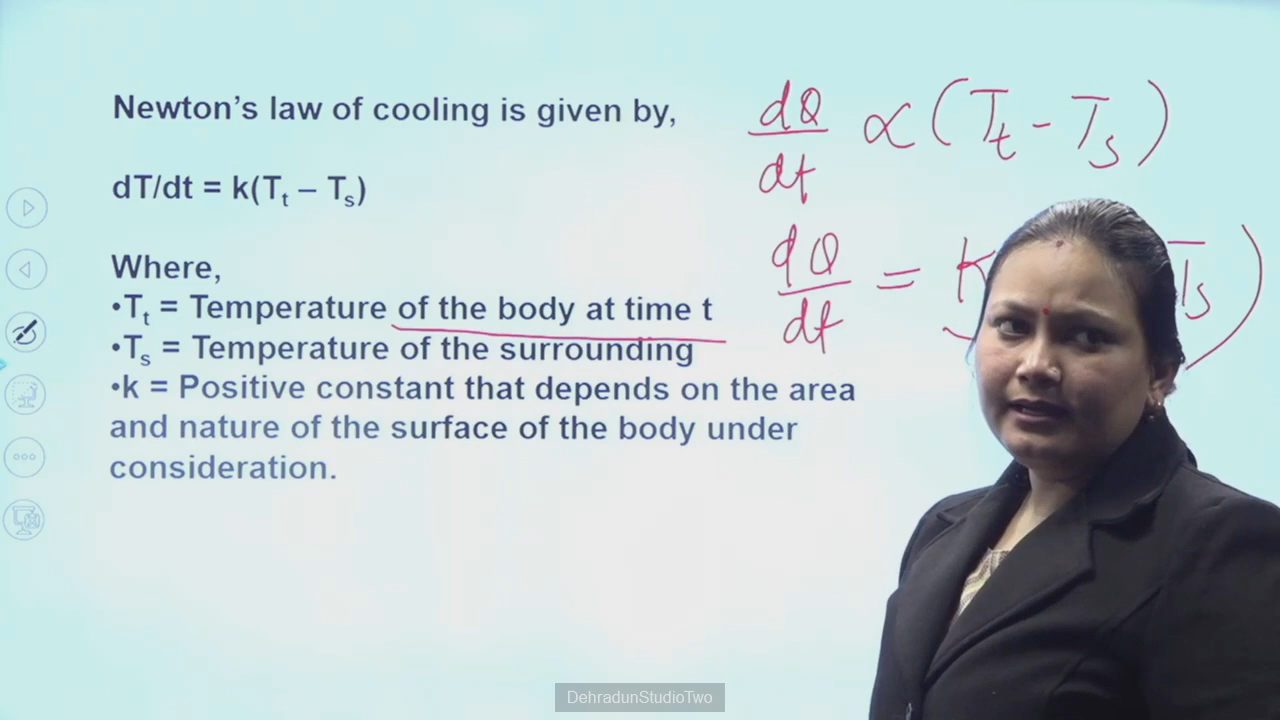 Newton’s law of cooling is given by,
dT/dt = k(Tt – Ts)
Where,
•Tt = Temperature of the body at time t
•Ts = Temperature of the surrounding
•k = Positive constant that depends on the area
and nature of the surface of the body under
consideration.
dQ/dt ∝ (Tt - Ts)
dQ/dt = K Ts)
DehradunStudioTwo